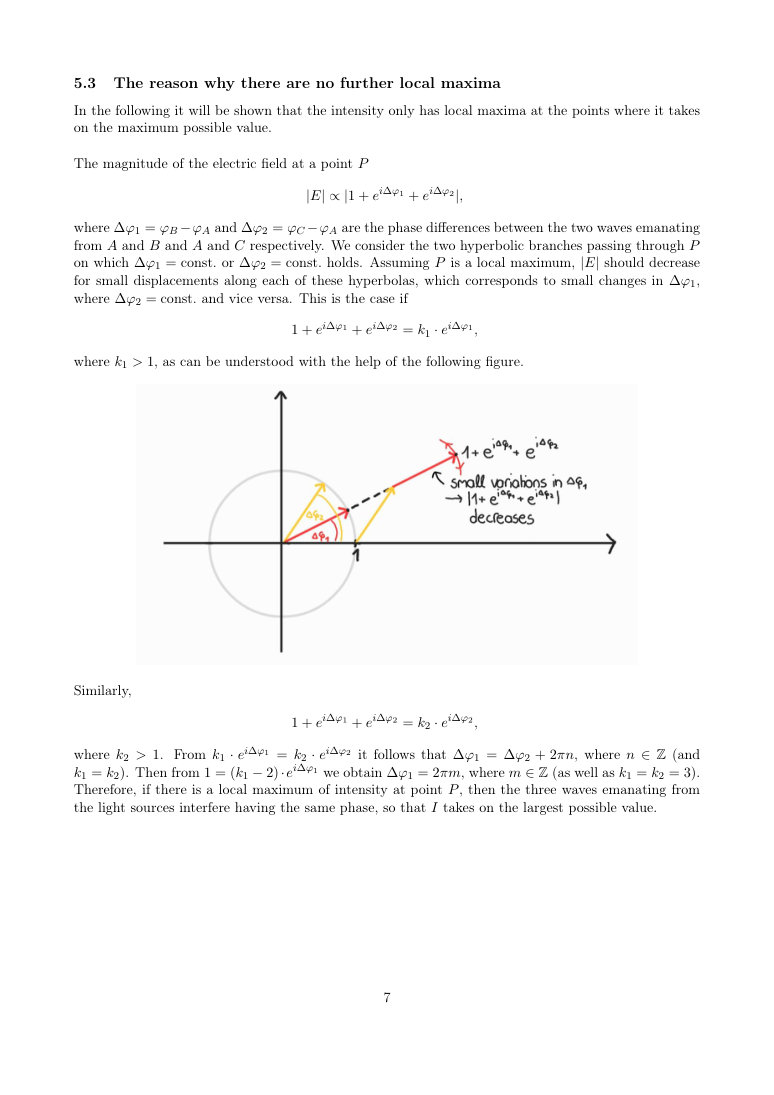 5.3 The reason why there are no further local maxima
In the following it will be shown that the intensity only has local maxima at the points where it takes
on the maximum possible value.
The magnitude of the electric field at a point P
|E| ∝ |1 + e^{iΔφ₁} + e^{iΔφ₂}|,
where Δφ₁ = φ_B − φ_A and Δφ₂ = φ_C − φ_A are the phase differences between the two waves emanating
from A and B and A and C respectively. We consider the two hyperbolic branches passing through P
on which Δφ₁ = const. or Δφ₂ = const. holds. Assuming P is a local maximum, |E| should decrease
for small displacements along each of these hyperbolas, which corresponds to small changes in Δφ₁,
where Δφ₂ = const. and vice versa. This is the case if
1 + e^{iΔφ₁} + e^{iΔφ₂} = k₁ · e^{iΔφ₁},
where k₁ > 1, as can be understood with the help of the following figure.
1 + e^{iΔφ₁} + e^{iΔφ₂}
small variations in Δφ₁
→ |1 + e^{iΔφ₁} + e^{iΔφ₂}|
decreases
Δφ₂
Δφ₁
1
Similarly,
1 + e^{iΔφ₁} + e^{iΔφ₂} = k₂ · e^{iΔφ₂},
where k₂ > 1. From k₁ · e^{iΔφ₁} = k₂ · e^{iΔφ₂} it follows that Δφ₁ = Δφ₂ + 2πn, where n ∈ ℤ (and
k₁ = k₂). Then from 1 = (k₁ − 2) · e^{iΔφ₁} we obtain Δφ₁ = 2πm, where m ∈ ℤ (as well as k₁ = k₂ = 3).
Therefore, if there is a local maximum of intensity at point P, then the three waves emanating from
the light sources interfere having the same phase, so that I takes on the largest possible value.
7